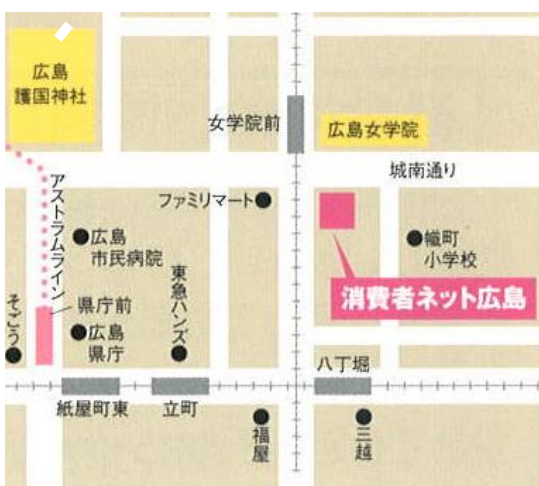 広島
護国神社
女学院前
広島女学院
城南通り
アストラムライン
ファミリマート
広島
市民病院
幟町
小学校
東急ハンズ
消費者ネット広島
県庁前
そごう
広島
県庁
八丁堀
紙屋町東
立町
福屋
三越